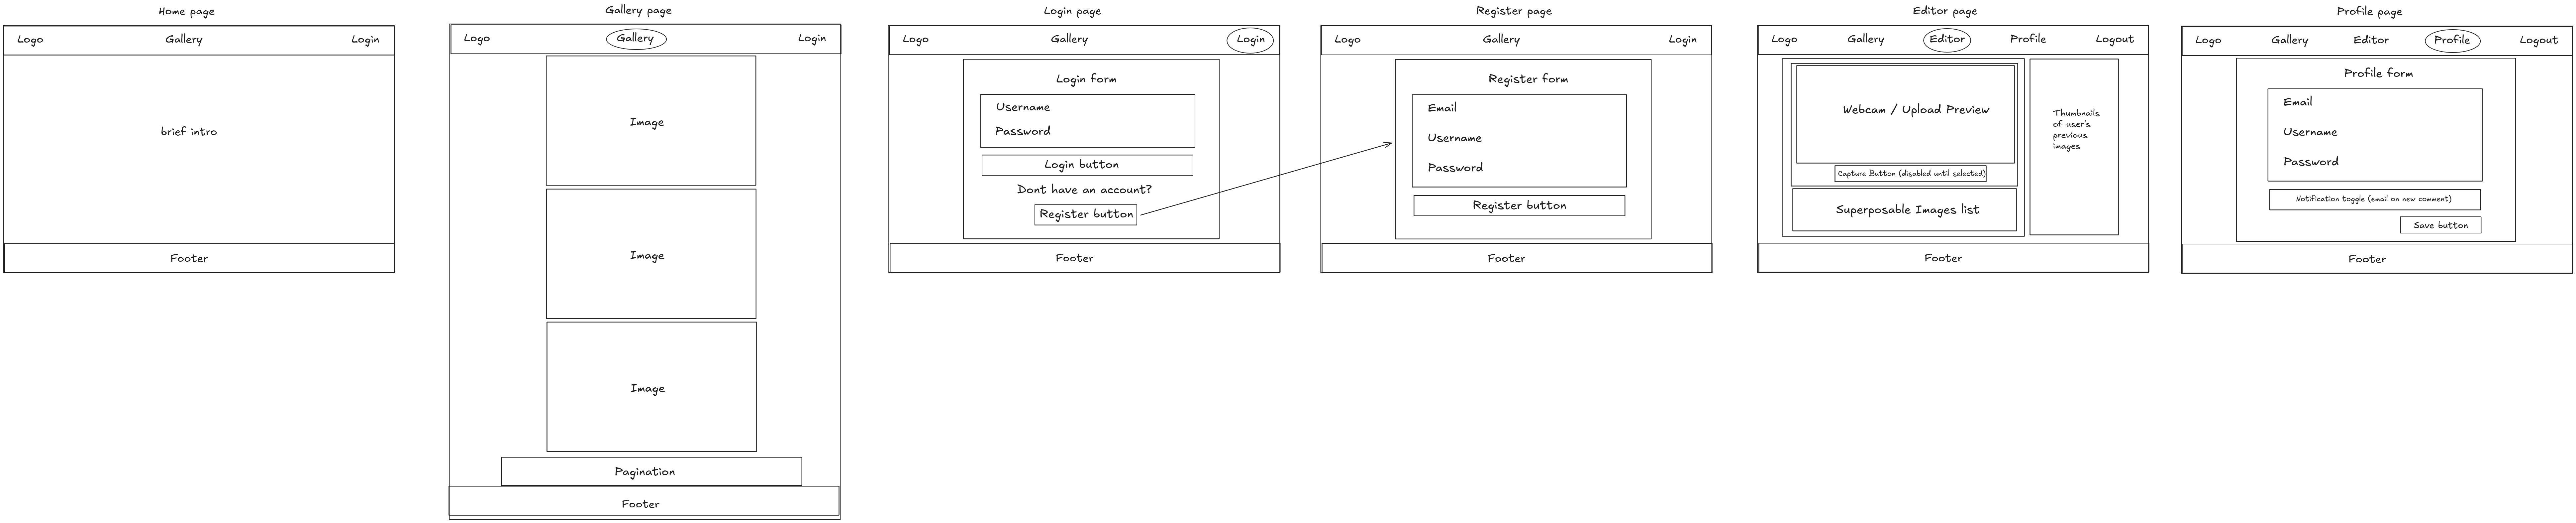 Home page
Logo
Gallery
Login
brief intro
Footer
Gallery page
Logo
Gallery
Login
Image
Image
Image
Pagination
Footer
Login page
Logo
Gallery
Login
Login form
Username
Password
Login button
Dont have an account?
Register button
Footer
Register page
Logo
Gallery
Login
Register form
Email
Username
Password
Register button
Footer
Editor page
Logo
Gallery
Editor
Profile
Logout
Webcam / Upload Preview
Capture Button (disabled until selected)
Superposable Images list
Thumbnails
of user's
previous
images
Footer
Profile page
Logo
Gallery
Editor
Profile
Logout
Profile form
Email
Username
Password
Notification toggle (email on new comment)
Save button
Footer